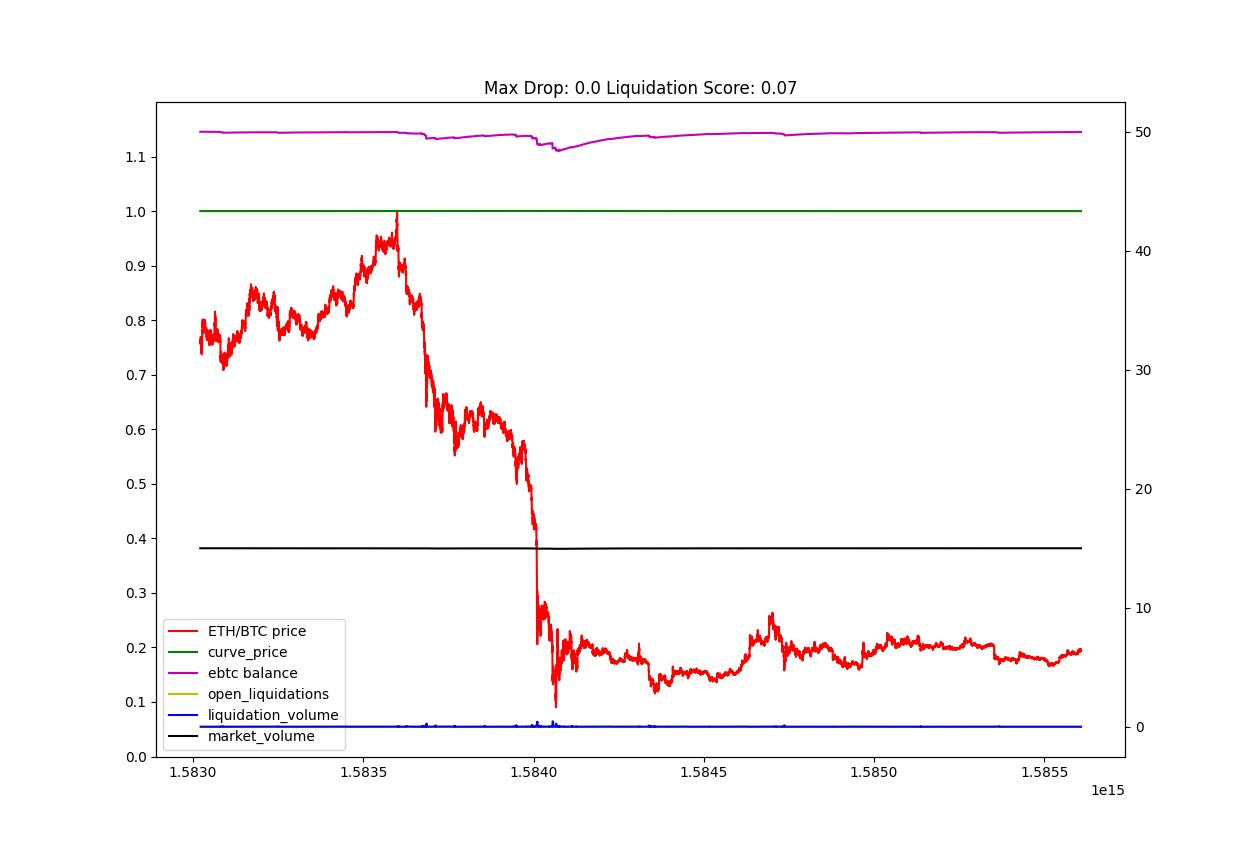 Max Drop: 0.0 Liquidation Score: 0.07
1.1
1.0
0.9
0.8
0.7
0.6
0.5
0.4
0.3
0.2
0.1
0.0
50
40
30
20
10
0
ETH/BTC price
curve_price
ebtc balance
open_liquidations
liquidation_volume
market_volume
1.5830 1.5835 1.5840 1.5845 1.5850 1.5855
1e15